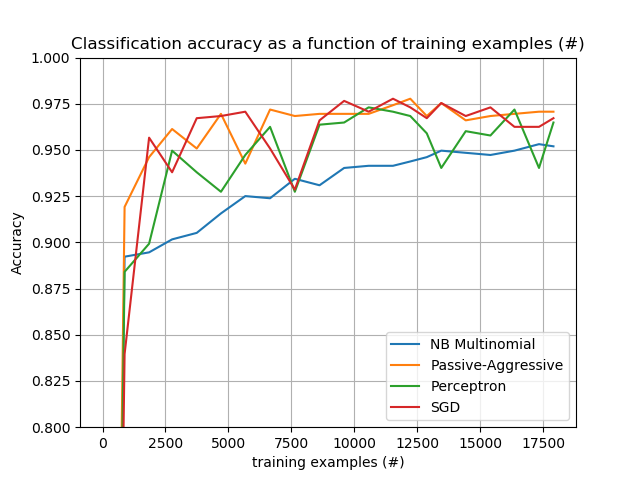 Classification accuracy as a function of training examples (#)
1.000
0.975
0.950
0.925
0.900
0.875
0.850
0.825
0.800
Accuracy
NB Multinomial
Passive-Aggressive
Perceptron
SGD
0 2500 5000 7500 10000 12500 15000 17500
training examples (#)